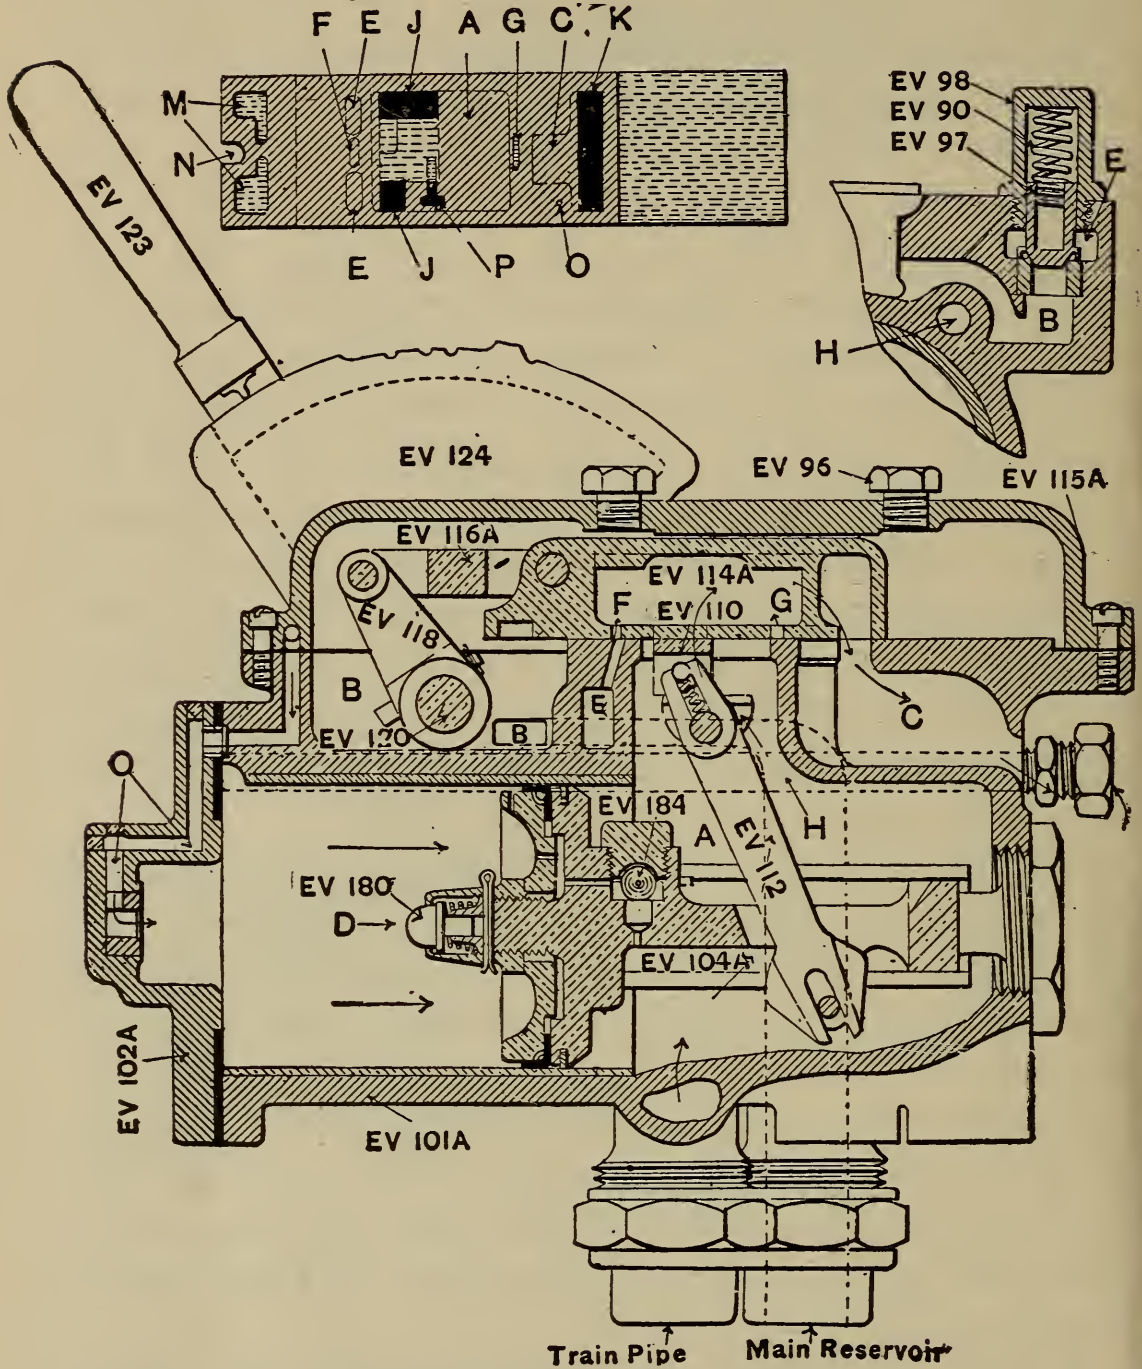 F E J A G C K
M
N
E J P O
EV 98
EV 90
EV 97
E
B
H
EV 123
EV 124
EV 96
EV 115A
EV 116A
EV 114A
F EV 110 G
EV 118
B
E
C
EV 120
B
O
EV 184
A
H
EV 112
EV 180
D
EV 104A
EV 102A
EV 101A
Train Pipe Main Reservoir